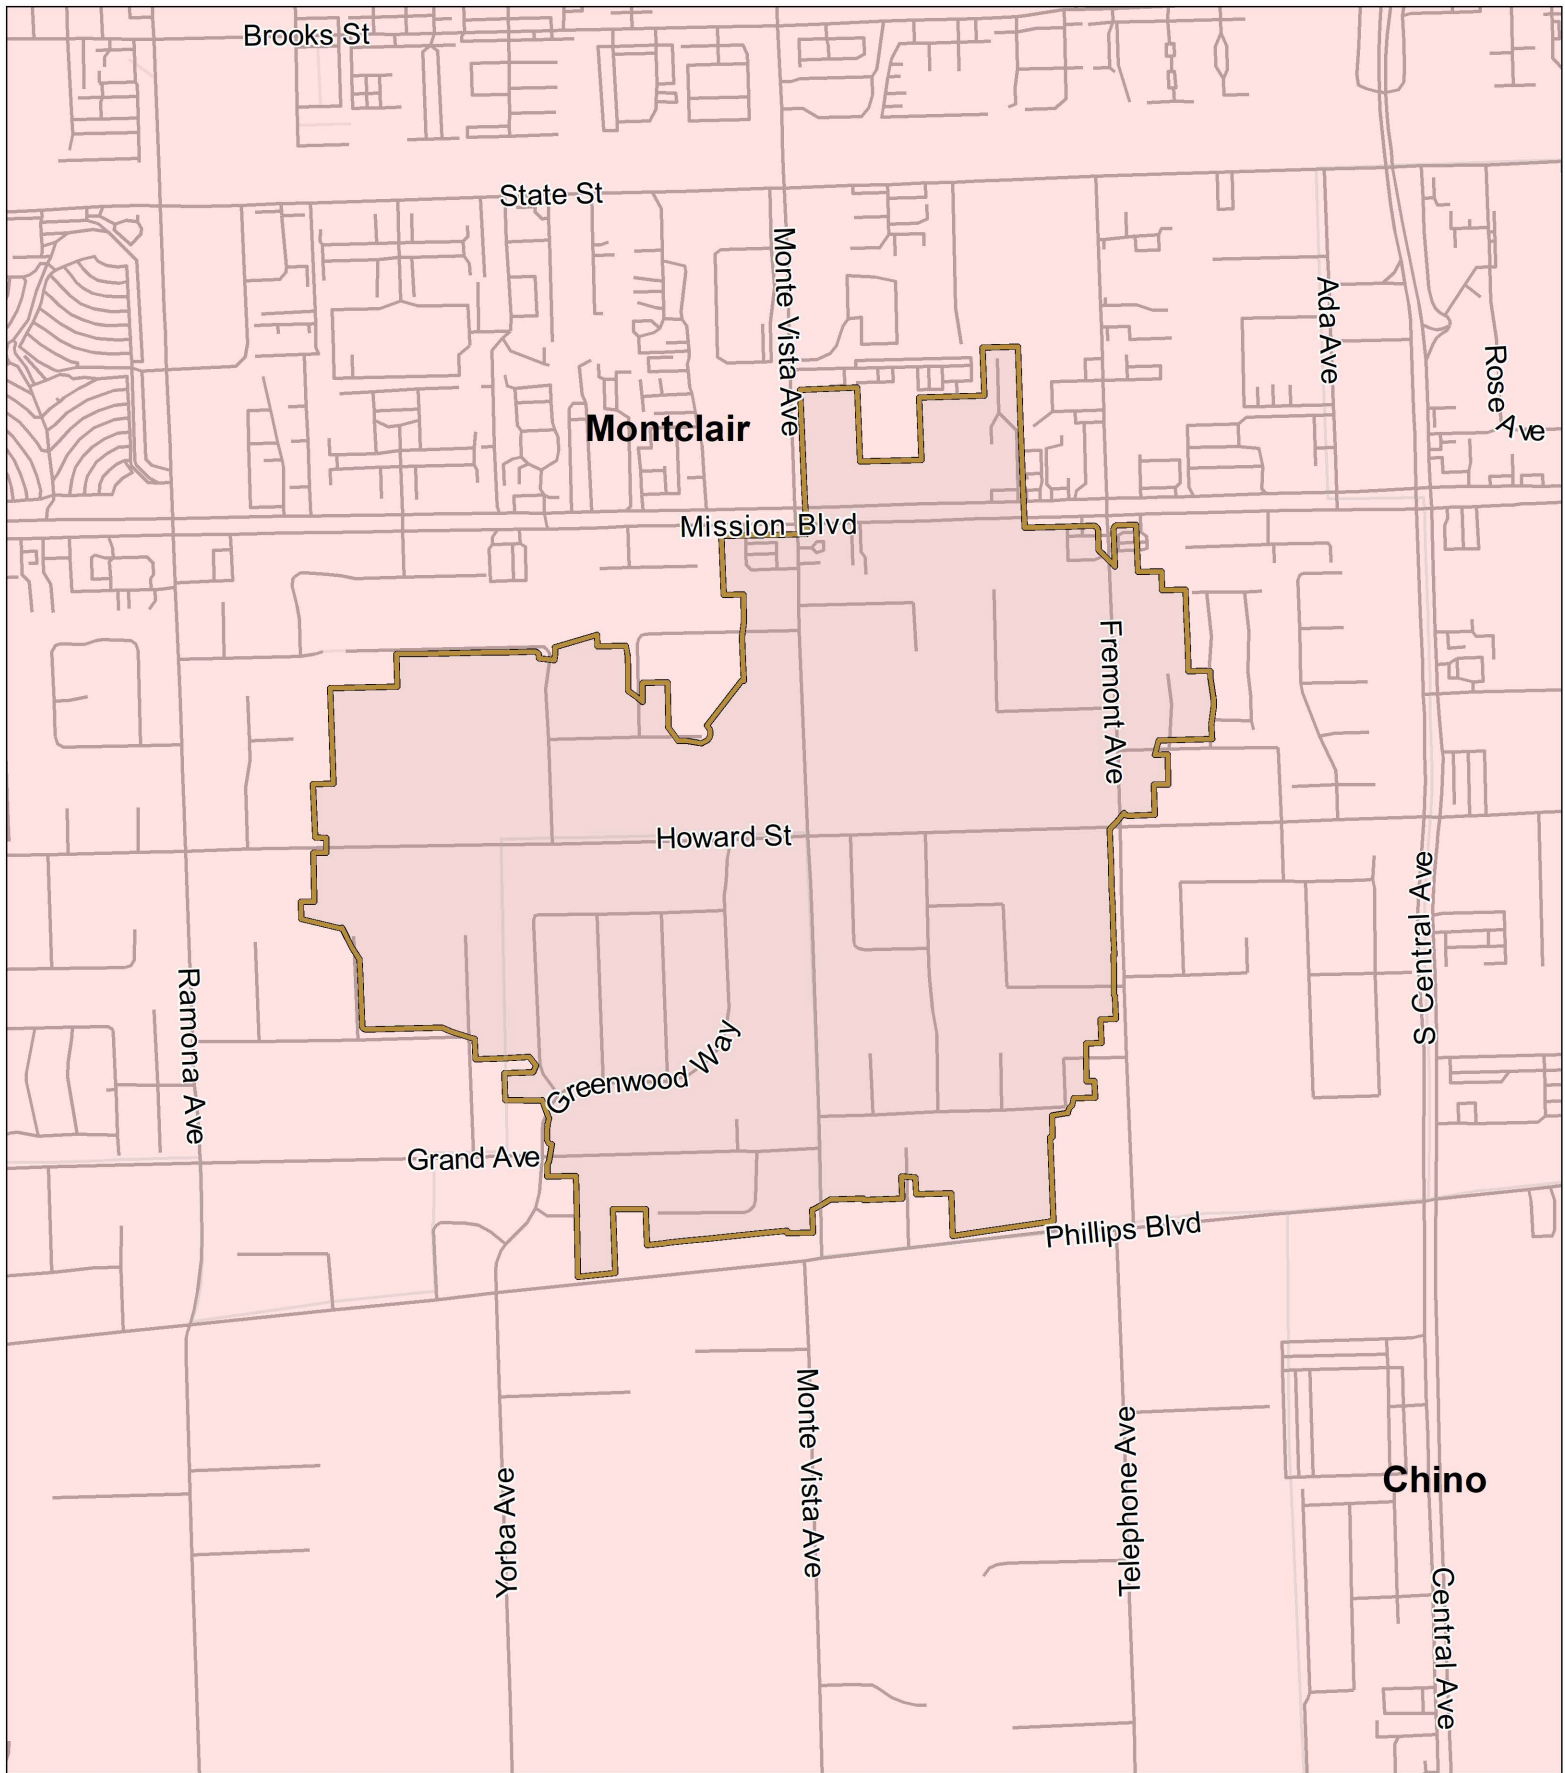 Brooks St
State St
Monte Vista Ave
Ada Ave
Rose Ave
Montclair
Mission Blvd
Fremont Ave
Howard St
S Central Ave
Ramona Ave
Greenwood Way
Grand Ave
Phillips Blvd
Monte Vista Ave
Telephone Ave
Yorba Ave
Chino
Central Ave